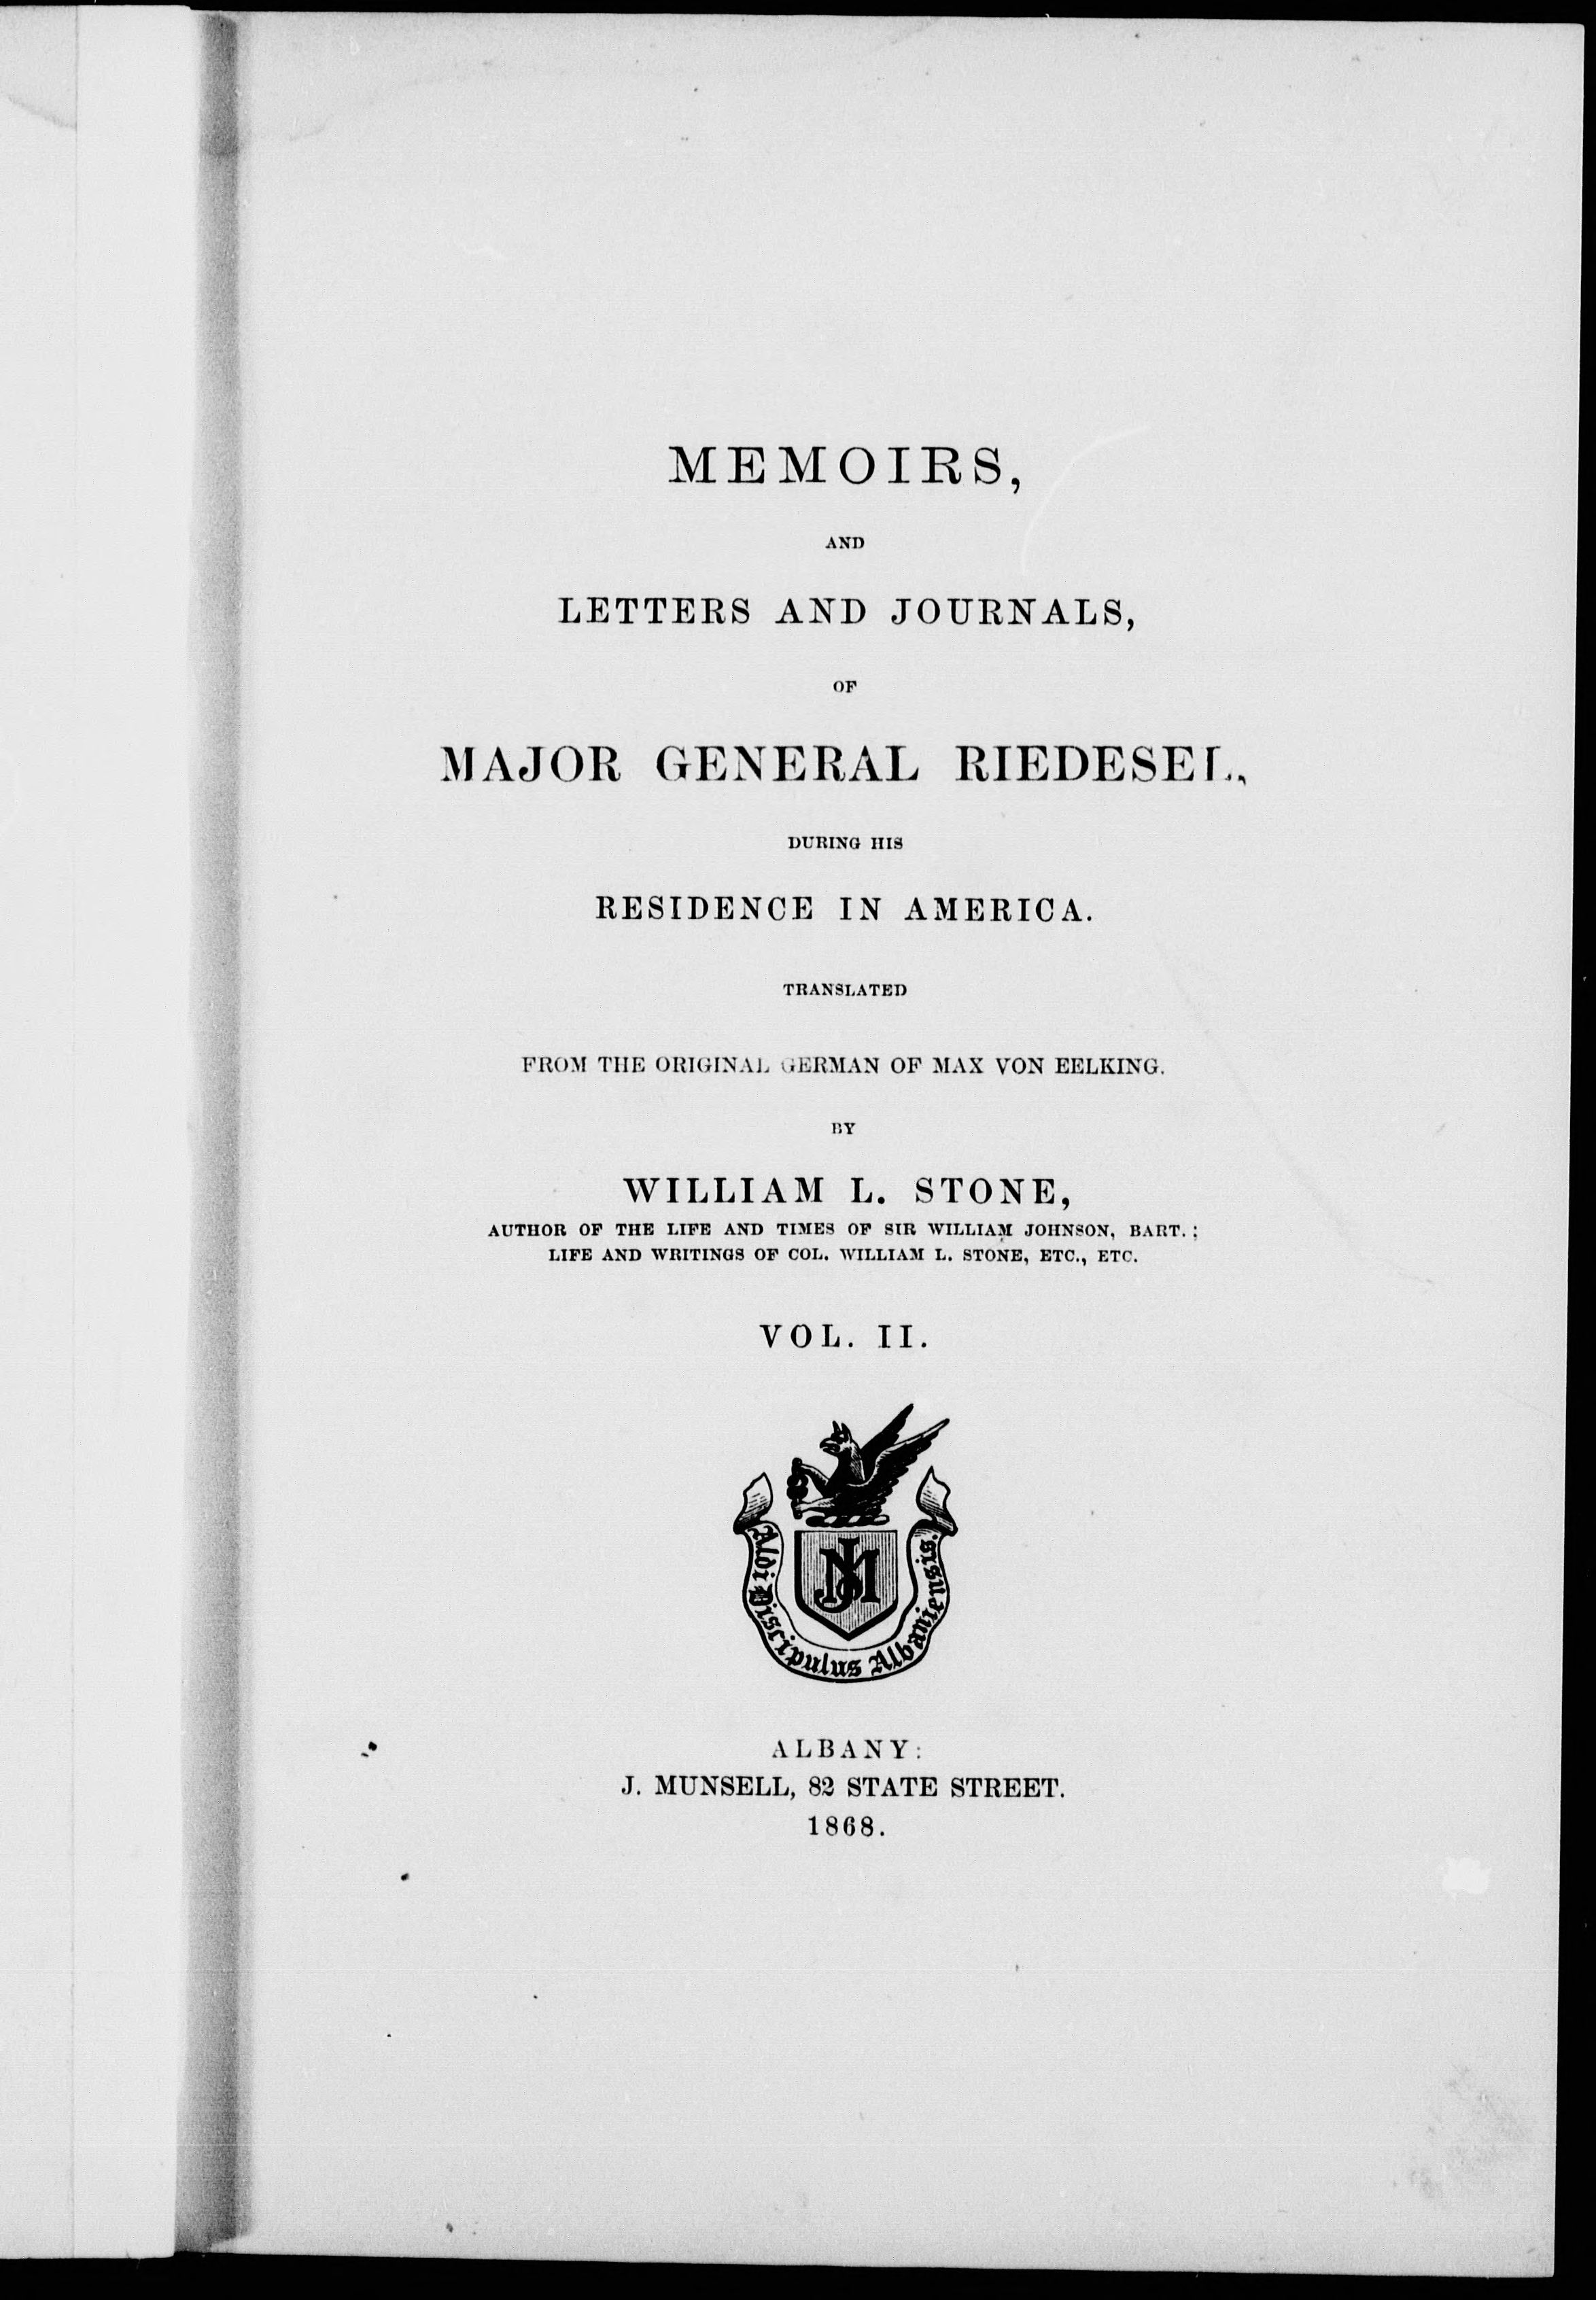 MEMOIRS,
AND
LETTERS AND JOURNALS,
OF
MAJOR GENERAL RIEDESEL,
DURING HIS
RESIDENCE IN AMERICA.
TRANSLATED
FROM THE ORIGINAL GERMAN OF MAX VON EELKING.
BY
WILLIAM L. STONE,
AUTHOR OF THE LIFE AND TIMES OF SIR WILLIAM JOHNSON, BART.;
LIFE AND WRITINGS OF COL. WILLIAM L. STONE, ETC., ETC.
VOL. II.
JM
Aldi Discipulus Albaniensis.
ALBANY:
J. MUNSELL, 82 STATE STREET.
1868.